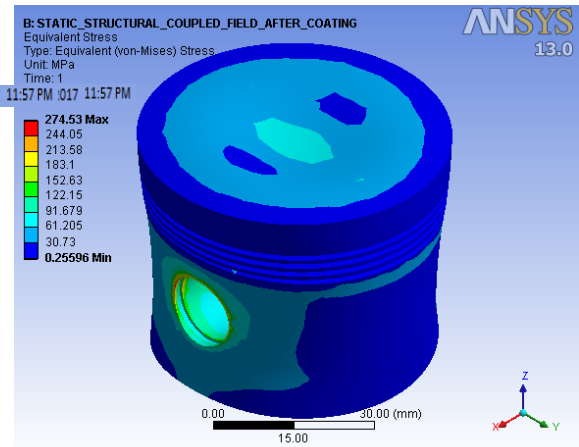 B: STATIC_STRUCTURAL_COUPLED_FIELD_AFTER_COATING
Equivalent Stress
Type: Equivalent (von-Mises) Stress
Unit: MPa
Time: 1
11:57 PM :017 11:57 PM
274.53 Max
244.05
213.58
183.1
152.63
122.15
91.679
61.205
30.73
0.25596 Min
ANSYS
13.0
0.00 30.00 (mm)
15.00
Z
X Y